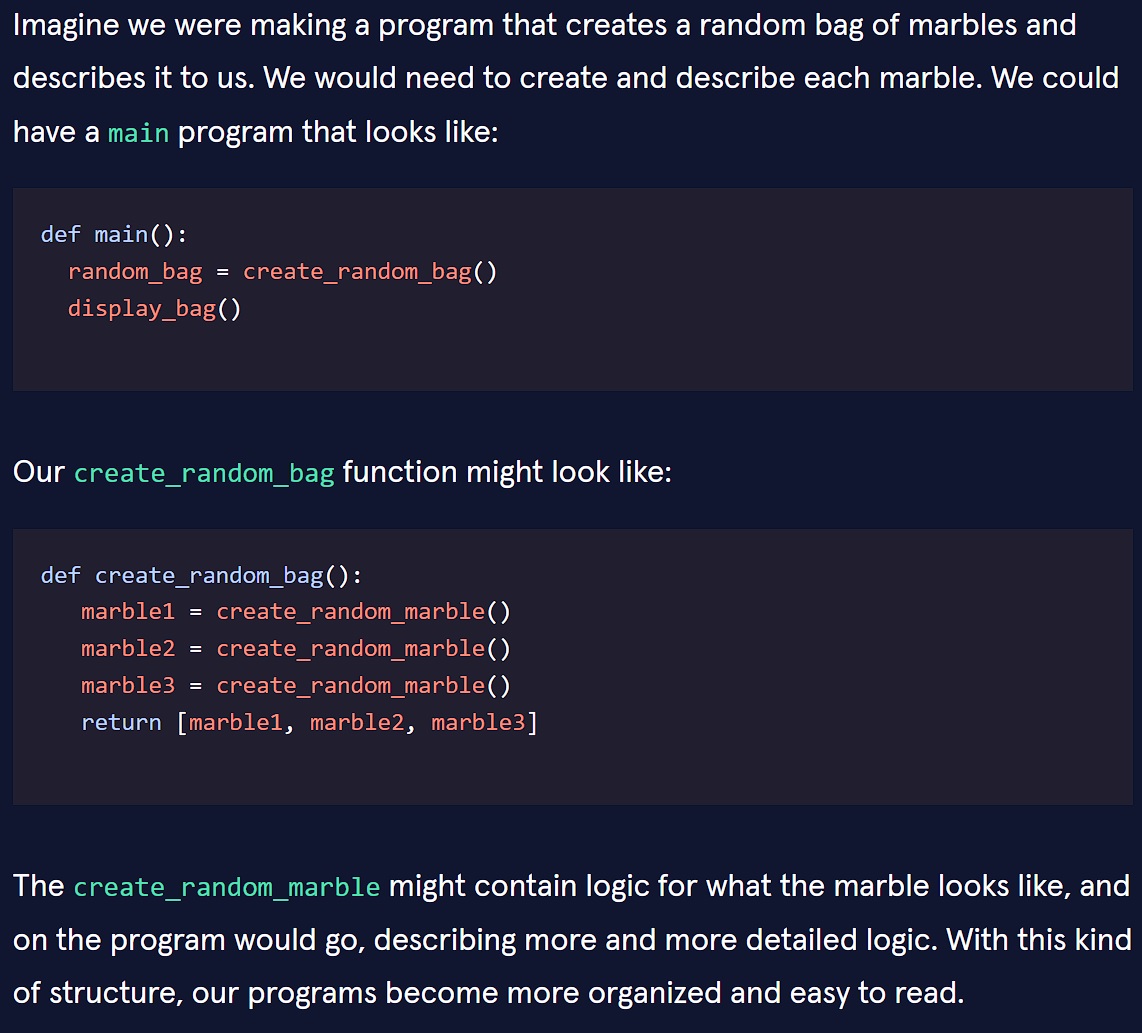 Imagine we were making a program that creates a random bag of marbles and
describes it to us. We would need to create and describe each marble. We could
have a main program that looks like:
def main():
  random_bag = create_random_bag()
  display_bag()
Our create_random_bag function might look like:
def create_random_bag():
   marble1 = create_random_marble()
   marble2 = create_random_marble()
   marble3 = create_random_marble()
   return [marble1, marble2, marble3]
The create_random_marble might contain logic for what the marble looks like, and
on the program would go, describing more and more detailed logic. With this kind
of structure, our programs become more organized and easy to read.